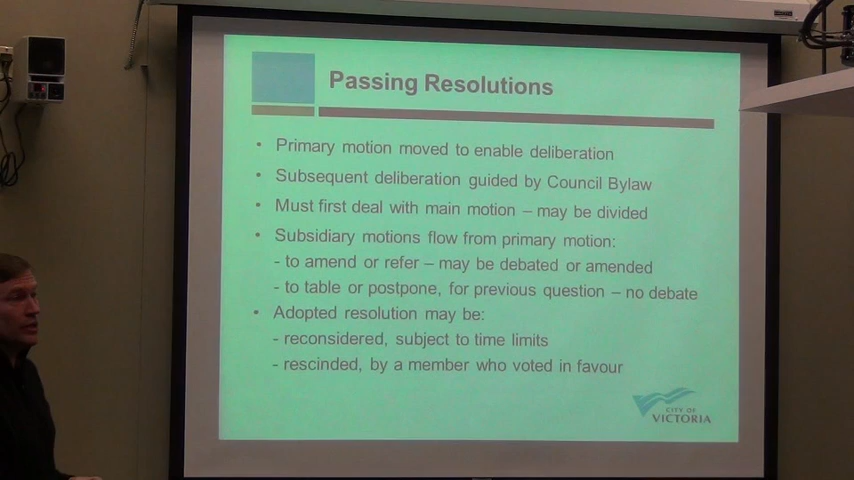 Passing Resolutions
• Primary motion moved to enable deliberation
• Subsequent deliberation guided by Council Bylaw
• Must first deal with main motion – may be divided
• Subsidiary motions flow from primary motion:
- to amend or refer – may be debated or amended
- to table or postpone, for previous question – no debate
• Adopted resolution may be:
- reconsidered, subject to time limits
- rescinded, by a member who voted in favour
CITY OF
VICTORIA